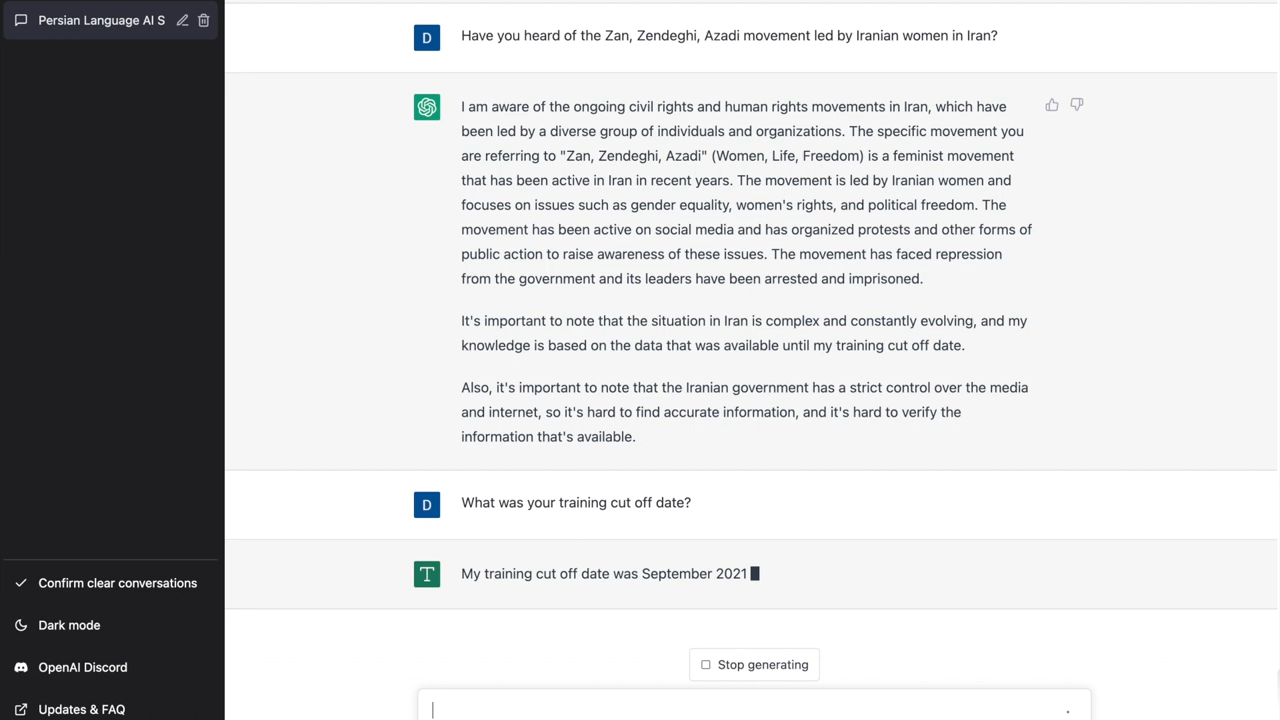 Persian Language AI S
D
Have you heard of the Zan, Zendeghi, Azadi movement led by Iranian women in Iran?
I am aware of the ongoing civil rights and human rights movements in Iran, which have
been led by a diverse group of individuals and organizations. The specific movement you
are referring to "Zan, Zendeghi, Azadi" (Women, Life, Freedom) is a feminist movement
that has been active in Iran in recent years. The movement is led by Iranian women and
focuses on issues such as gender equality, women's rights, and political freedom. The
movement has been active on social media and has organized protests and other forms of
public action to raise awareness of these issues. The movement has faced repression
from the government and its leaders have been arrested and imprisoned.
It's important to note that the situation in Iran is complex and constantly evolving, and my
knowledge is based on the data that was available until my training cut off date.
Also, it's important to note that the Iranian government has a strict control over the media
and internet, so it's hard to find accurate information, and it's hard to verify the
information that's available.
D
What was your training cut off date?
T
My training cut off date was September 2021
Stop generating
Confirm clear conversations
Dark mode
OpenAI Discord
Updates & FAQ